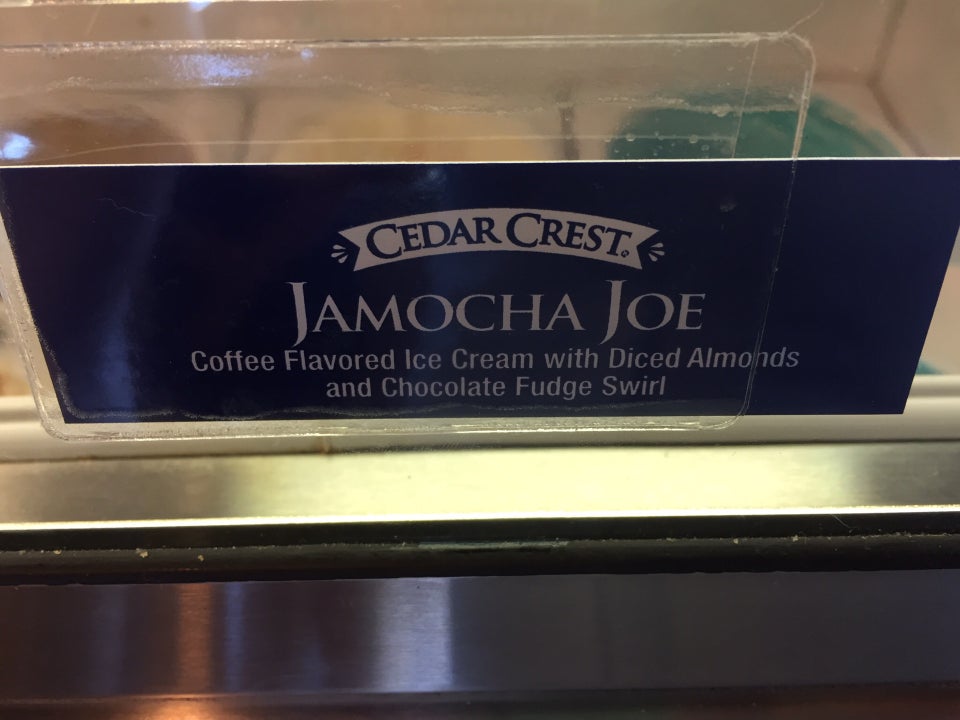 CEDAR CREST
JAMOCHA JOE
Coffee Flavored Ice Cream with Diced Almonds
and Chocolate Fudge Swirl